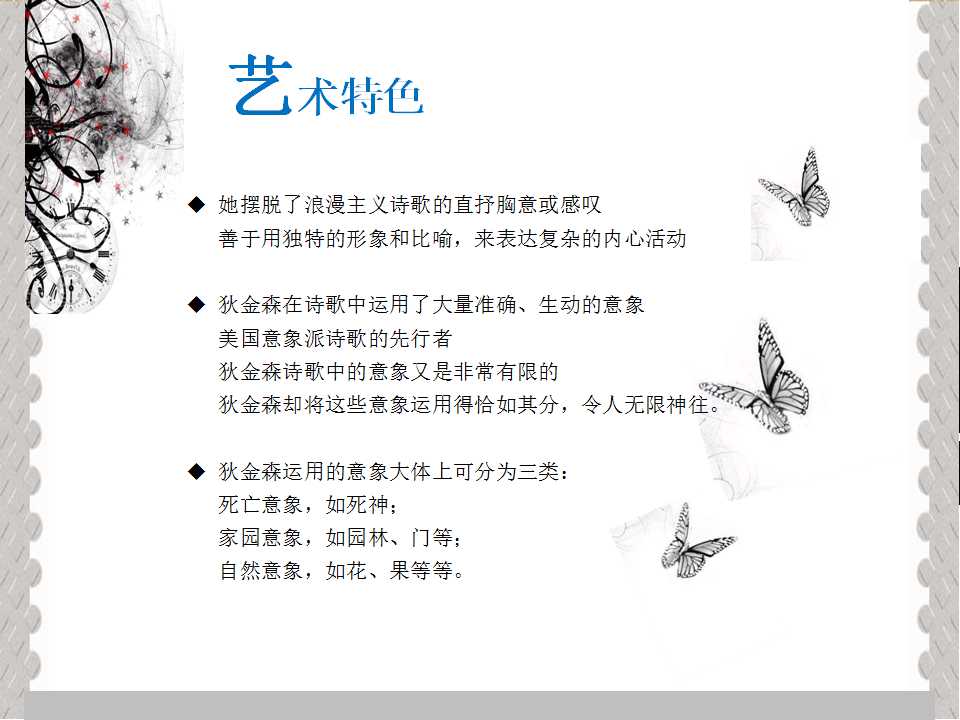 艺术特色
◆ 她摆脱了浪漫主义诗歌的直抒胸意或感叹
善于用独特的形象和比喻，来表达复杂的内心活动
◆ 狄金森在诗歌中运用了大量准确、生动的意象
美国意象派诗歌的先行者
狄金森诗歌中的意象又是非常有限的
狄金森却将这些意象运用得恰如其分，令人无限神往。
◆ 狄金森运用的意象大体上可分为三类：
死亡意象，如死神；
家园意象，如园林、门等；
自然意象，如花、果等等。